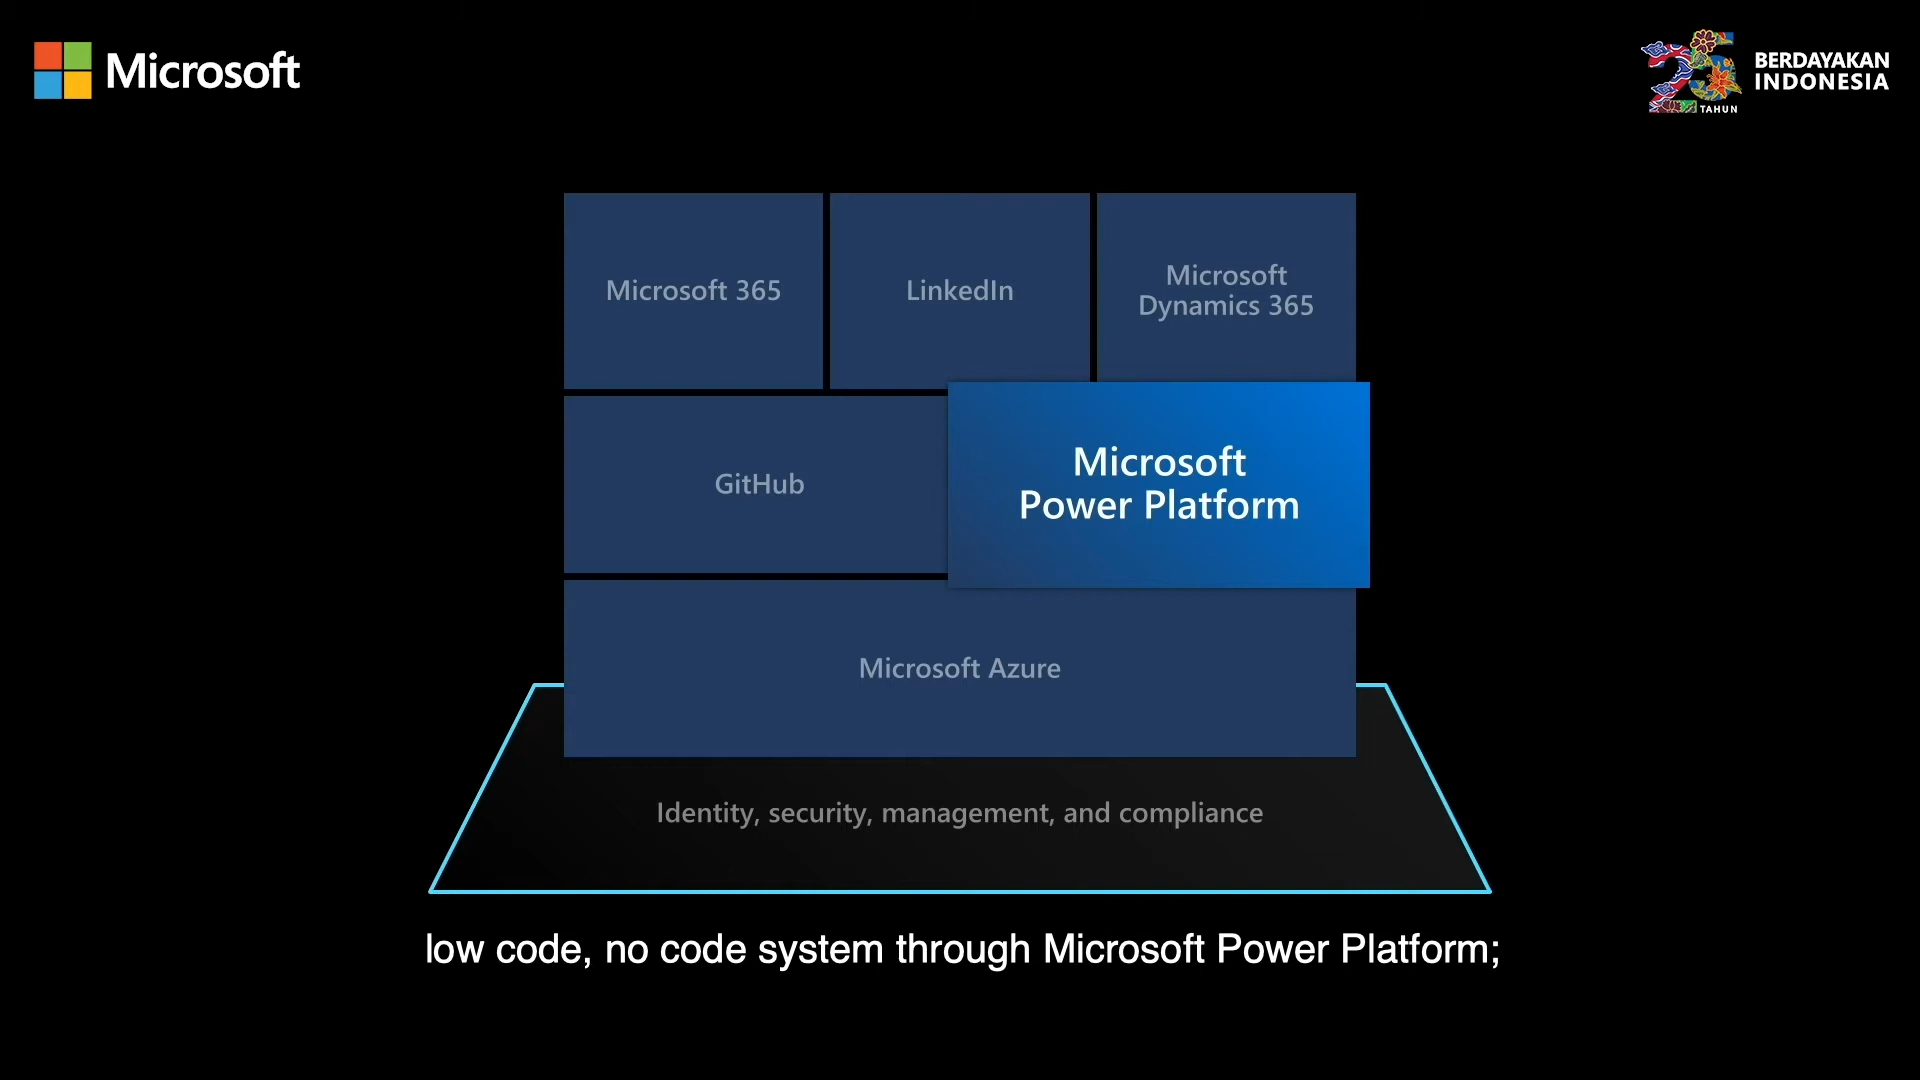 Microsoft
25
TAHUN
BERDAYAKAN
INDONESIA
Microsoft 365
LinkedIn
Microsoft
Dynamics 365
GitHub
Microsoft
Power Platform
Microsoft Azure
Identity, security, management, and compliance
low code, no code system through Microsoft Power Platform;